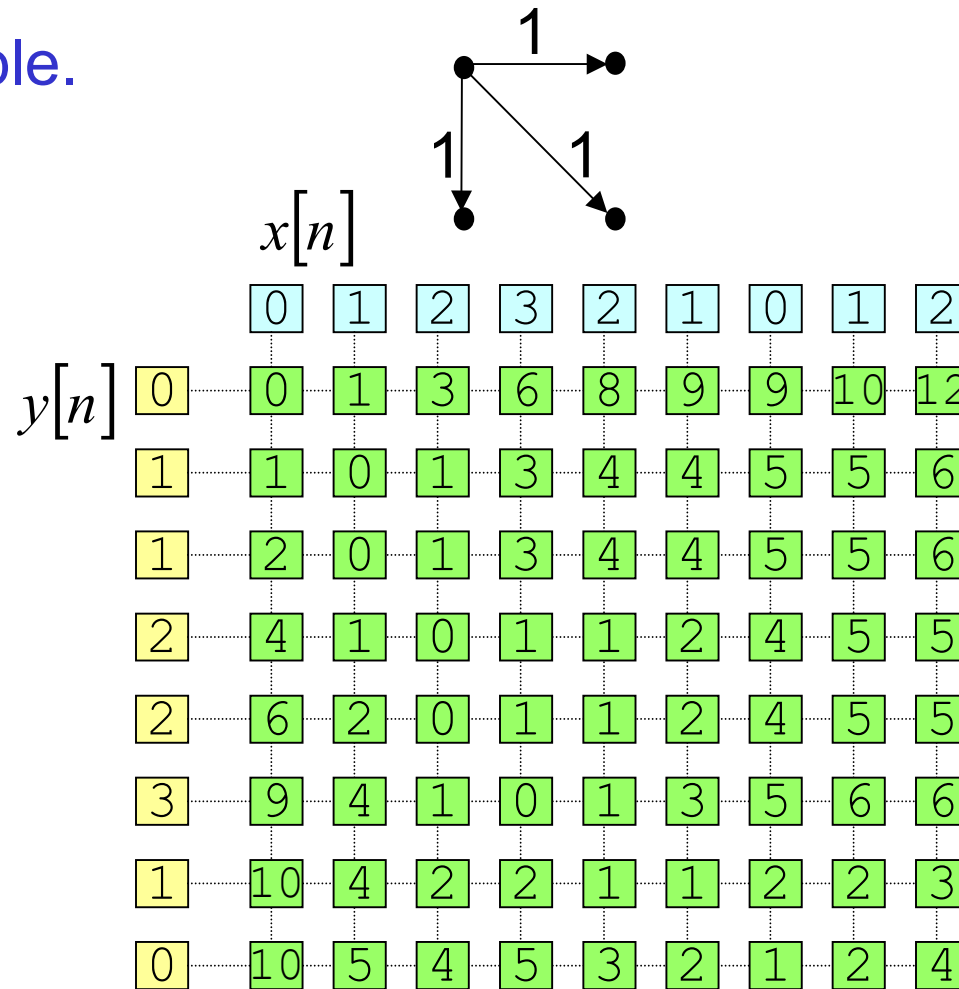 ole.
1
1 1
x[n]
0 1 2 3 2 1 0 1 2
y[n] 0 0 1 3 6 8 9 9 10 12
1 1 0 1 3 4 4 5 5 6
1 2 0 1 3 4 4 5 5 6
2 4 1 0 1 1 2 4 5 5
2 6 2 0 1 1 2 4 5 5
3 9 4 1 0 1 3 5 6 6
1 10 4 2 2 1 1 2 2 3
0 10 5 4 5 3 2 1 2 4